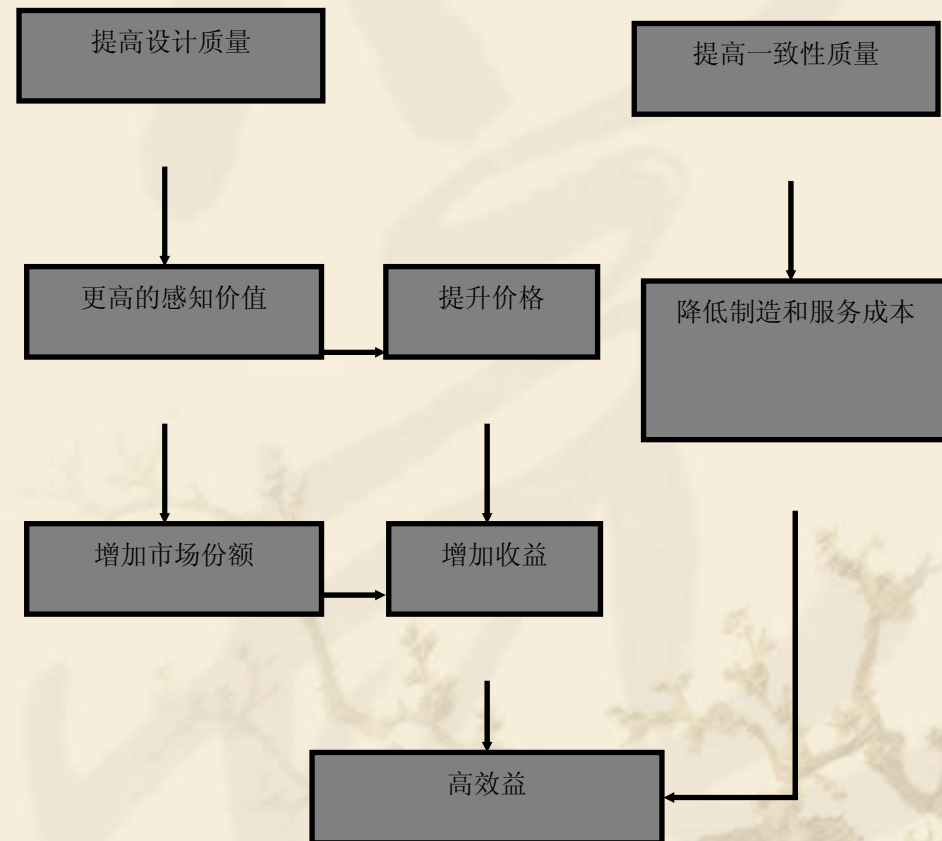 提高设计质量
提高一致性质量
更高的感知价值
提升价格
降低制造和服务成本
增加市场份额
增加收益
高效益